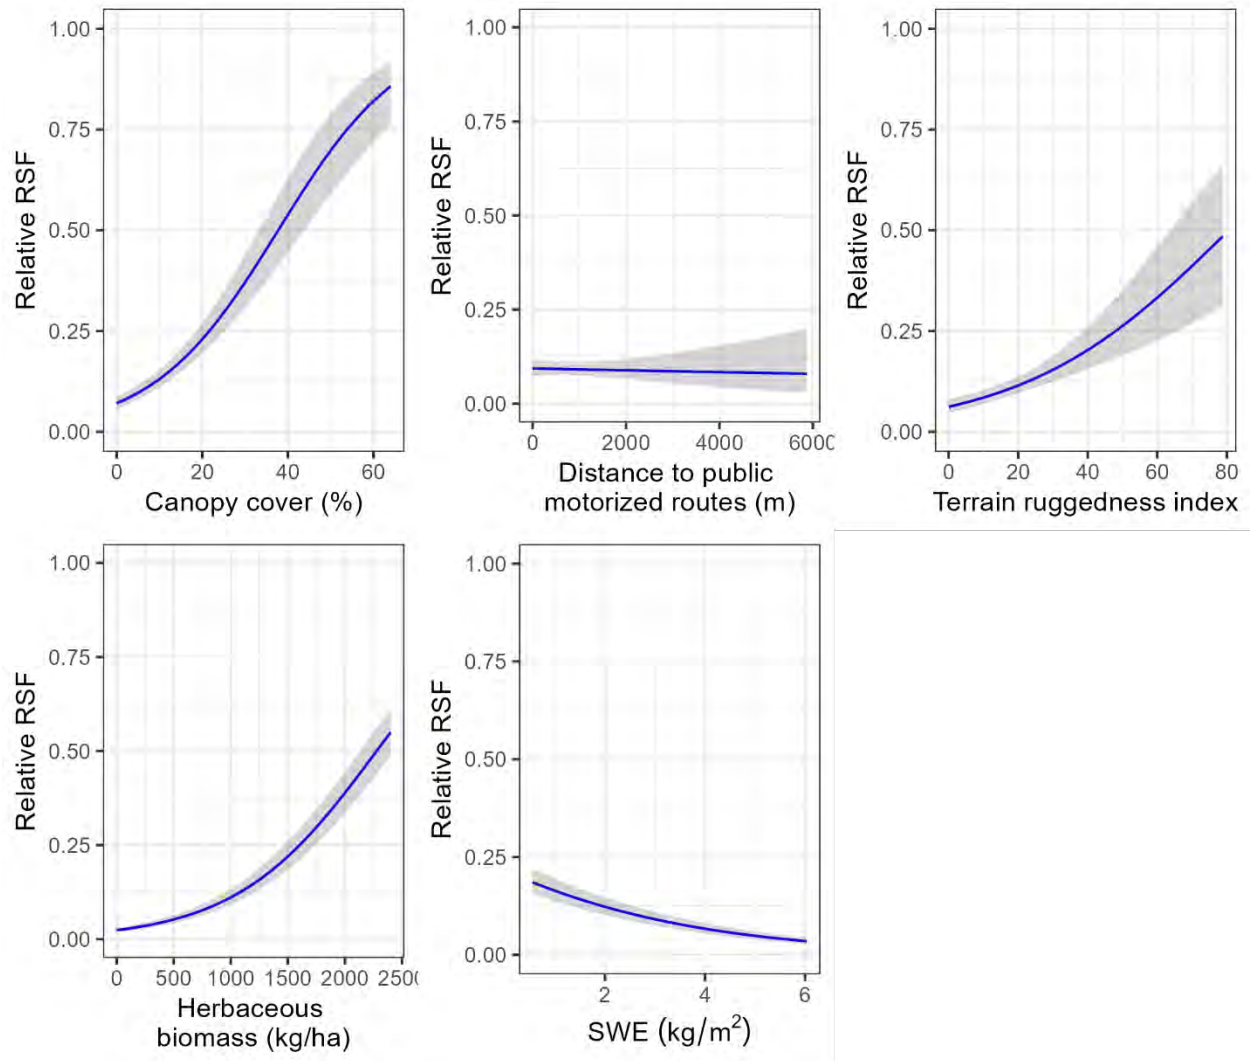 1.00
0.75
0.50
0.25
0.00
Relative RSF
0 20 40 60
Canopy cover (%)
1.00
0.75
0.50
0.25
0.00
Relative RSF
0 2000 4000 6000
Distance to public
motorized routes (m)
1.00
0.75
0.50
0.25
0.00
Relative RSF
0 20 40 60 80
Terrain ruggedness index
1.00
0.75
0.50
0.25
0.00
Relative RSF
0 500 1000 1500 2000 2500
Herbaceous
biomass (kg/ha)
1.00
0.75
0.50
0.25
0.00
Relative RSF
2 4 6
SWE (kg/m²)